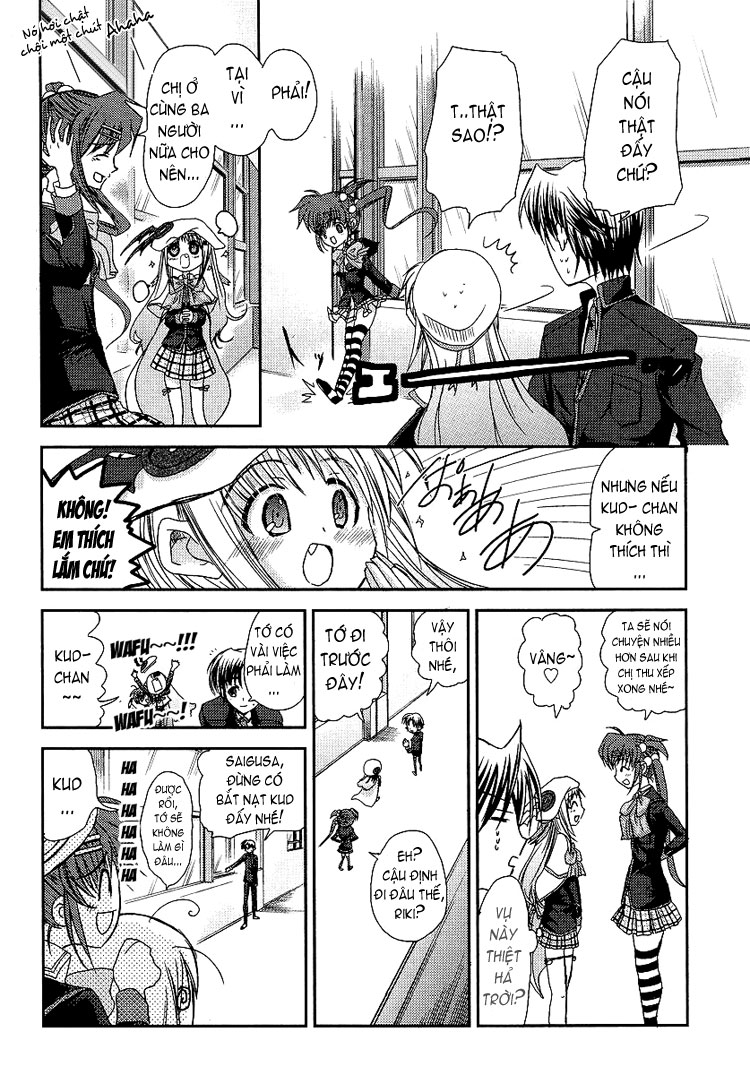 CẬU
NÓI
THẬT
ĐẤY
CHỨ?
T..THẬT
SAO!?
PHẢI!
TẠI
VÌ
...
CHỊ Ở
CÙNG BA
NGƯỜI
NỮA CHO
NÊN...
Nó hơi chật
chội một chút
Ahaha
NHƯNG NẾU
KUD- CHAN
KHÔNG
THÍCH THÌ
...
ぱぁぁぁ
KHÔNG!
EM THÍCH
LẮM CHỨ?
TA SẼ NÓI
CHUYỆN NHIỀU
HƠN SAU KHI
CHỊ THU XẾP
XONG NHÉ~
VÂNG~
♡
VỤ
NÀY
THIỆT
HẢ
TRỜI?
VẬY
THÔI NHÉ,
TỚ ĐI
TRƯỚC
ĐÂY!
EH?
CẬU ĐỊNH
ĐI ĐÂU THẾ,
RIKI?
TỚ CÓ
VÀI VIỆC
PHẢI LÀM
...
WAFU~~~!!!
KUD-
CHAN
~~
WAFU~~~!
SAIGUSA,
ĐỪNG CÓ
BẮT NẠT KUD
ĐẤY NHÉ!
ĐƯỢC
RỒI,
TỚ SẼ
KHÔNG
LÀM GÌ
ĐÂU...
HA
HA
HA
HA
HA
HA
KUD
...